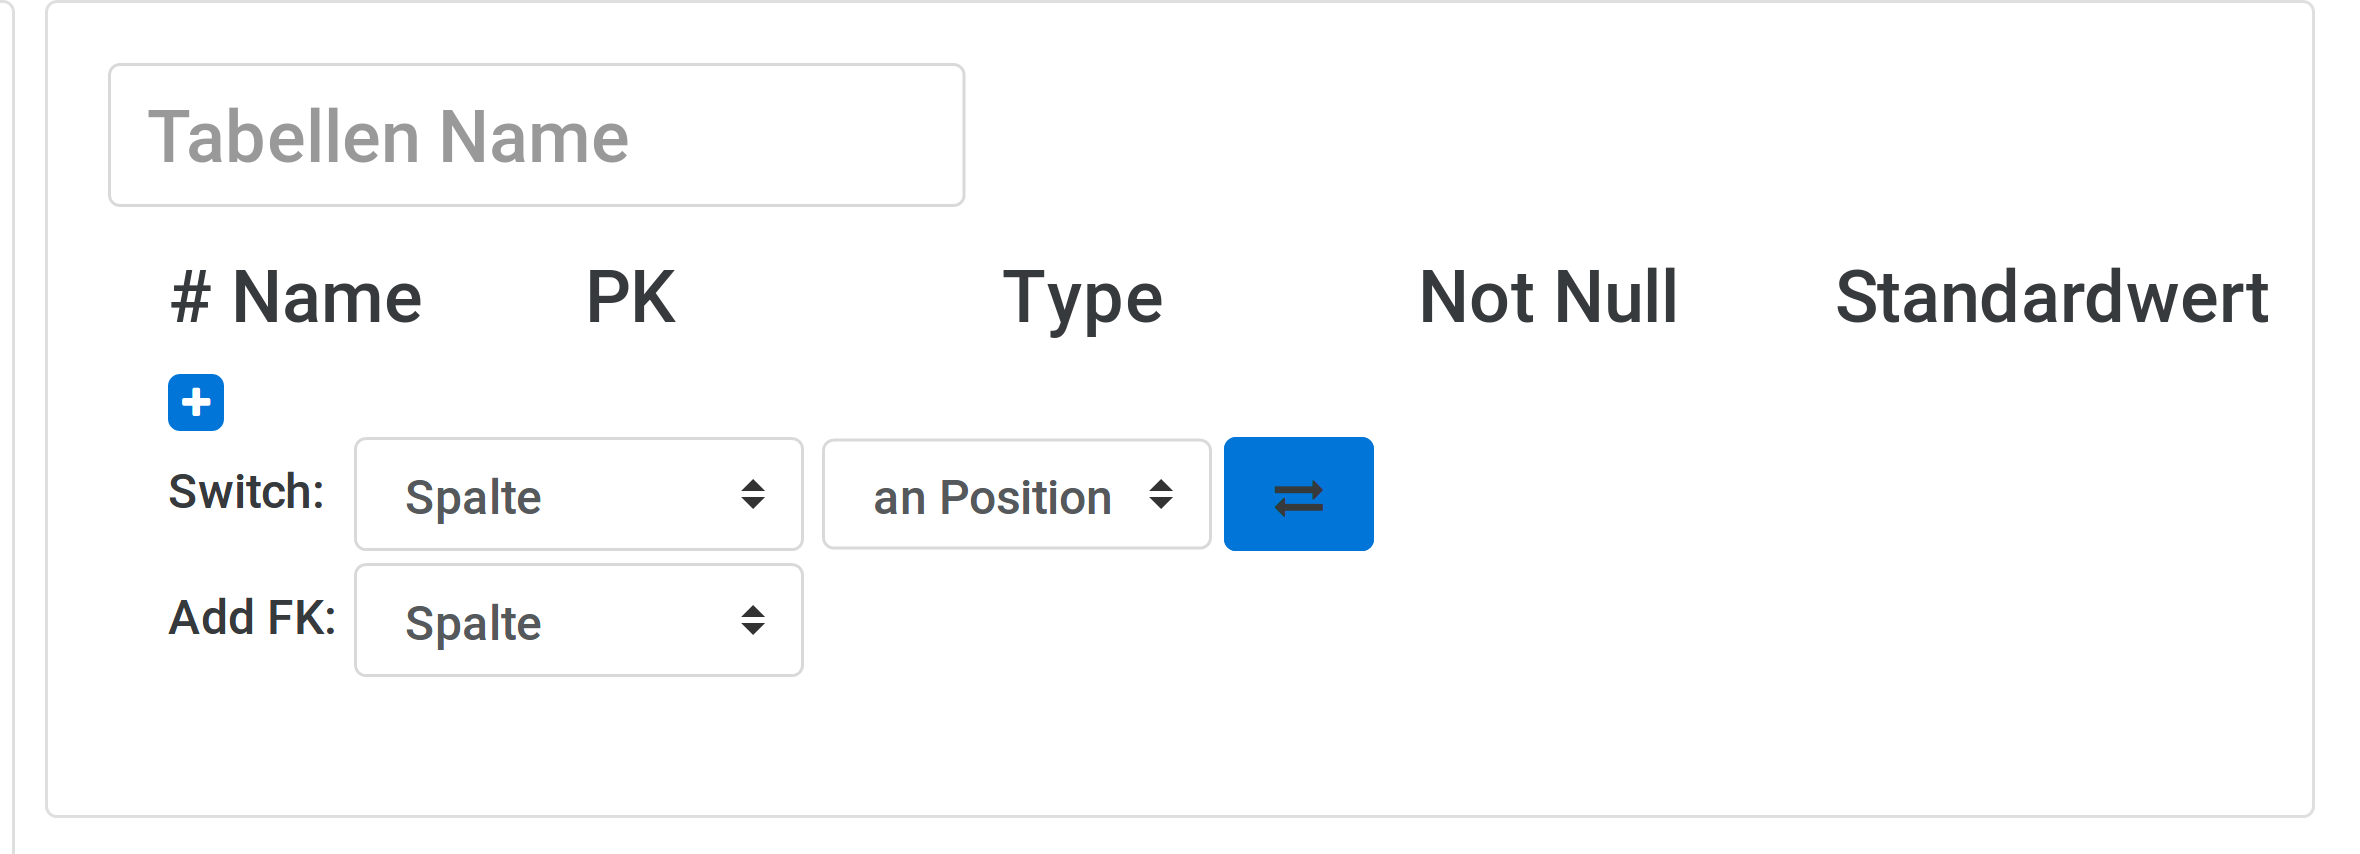 Tabellen Name
# Name PK Type Not Null Standardwert
Switch: Spalte an Position
Add FK: Spalte